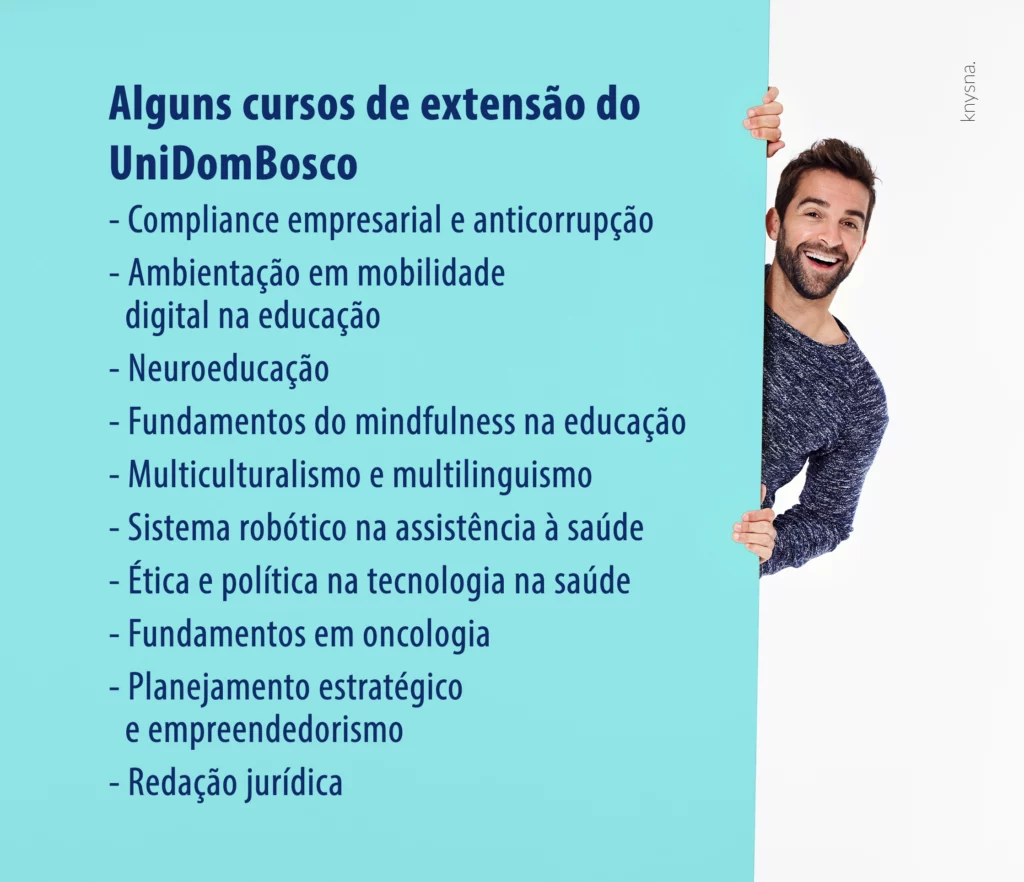 Alguns cursos de extensão do
UniDomBosco
- Compliance empresarial e anticorrupção
- Ambientação em mobilidade
digital na educação
- Neuroeducação
- Fundamentos do mindfulness na educação
- Multiculturalismo e multilinguismo
- Sistema robótico na assistência à saúde
- Ética e política na tecnologia na saúde
- Fundamentos em oncologia
- Planejamento estratégico
e empreendedorismo
- Redação jurídica
knysna.